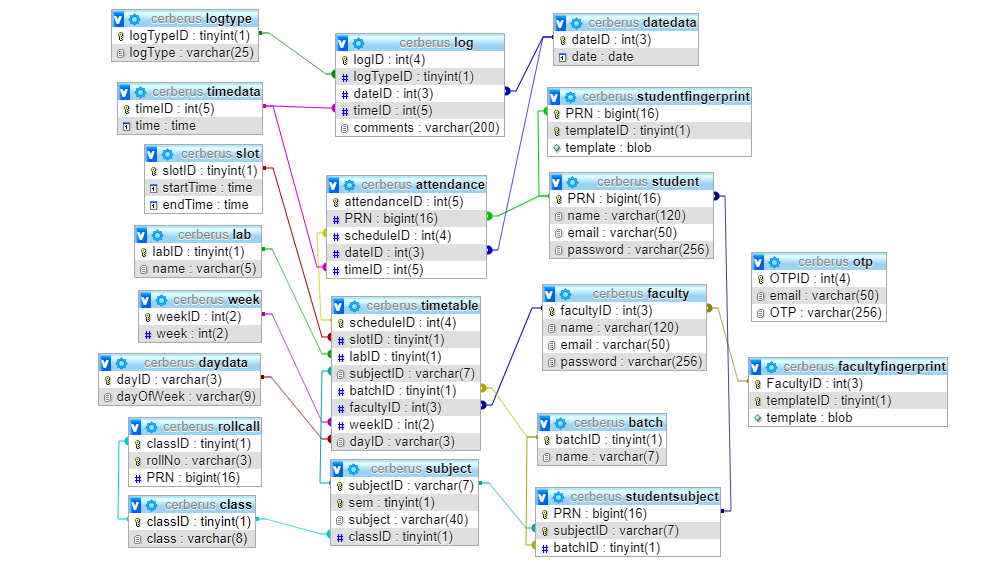 cerberus logtype
logTypeID : tinyint(1)
logType : varchar(25)
cerberus timedata
timeID : int(5)
time : time
cerberus slot
slotID : tinyint(1)
startTime : time
endTime : time
cerberus lab
labID : tinyint(1)
name : varchar(5)
cerberus week
weekID : int(2)
week : int(2)
cerberus daydata
dayID : varchar(3)
dayOfWeek : varchar(9)
cerberus rollcall
classID : tinyint(1)
rollNo : varchar(3)
PRN : bigint(16)
cerberus class
classID : tinyint(1)
class : varchar(8)
cerberus log
logID : int(4)
logTypeID : tinyint(1)
dateID : int(3)
timeID : int(5)
comments : varchar(200)
cerberus attendance
attendanceID : int(5)
PRN : bigint(16)
scheduleID : int(4)
dateID : int(3)
timeID : int(5)
cerberus timetable
scheduleID : int(4)
slotID : tinyint(1)
labID : tinyint(1)
subjectID : varchar(7)
batchID : tinyint(1)
facultyID : int(3)
weekID : int(2)
dayID : varchar(3)
cerberus subject
subjectID : varchar(7)
sem : tinyint(1)
subject : varchar(40)
classID : tinyint(1)
cerberus datedata
dateID : int(3)
date : date
cerberus studentfingerprint
PRN : bigint(16)
templateID : tinyint(1)
template : blob
cerberus student
PRN : bigint(16)
name : varchar(120)
email : varchar(50)
password : varchar(256)
cerberus faculty
facultyID : int(3)
name : varchar(120)
email : varchar(50)
password : varchar(256)
cerberus batch
batchID : tinyint(1)
name : varchar(7)
cerberus studentsubject
PRN : bigint(16)
subjectID : varchar(7)
batchID : tinyint(1)
cerberus otp
OTPID : int(4)
email : varchar(50)
OTP : varchar(256)
cerberus facultyfingerprint
FacultyID : int(3)
templateID : tinyint(1)
template : blob